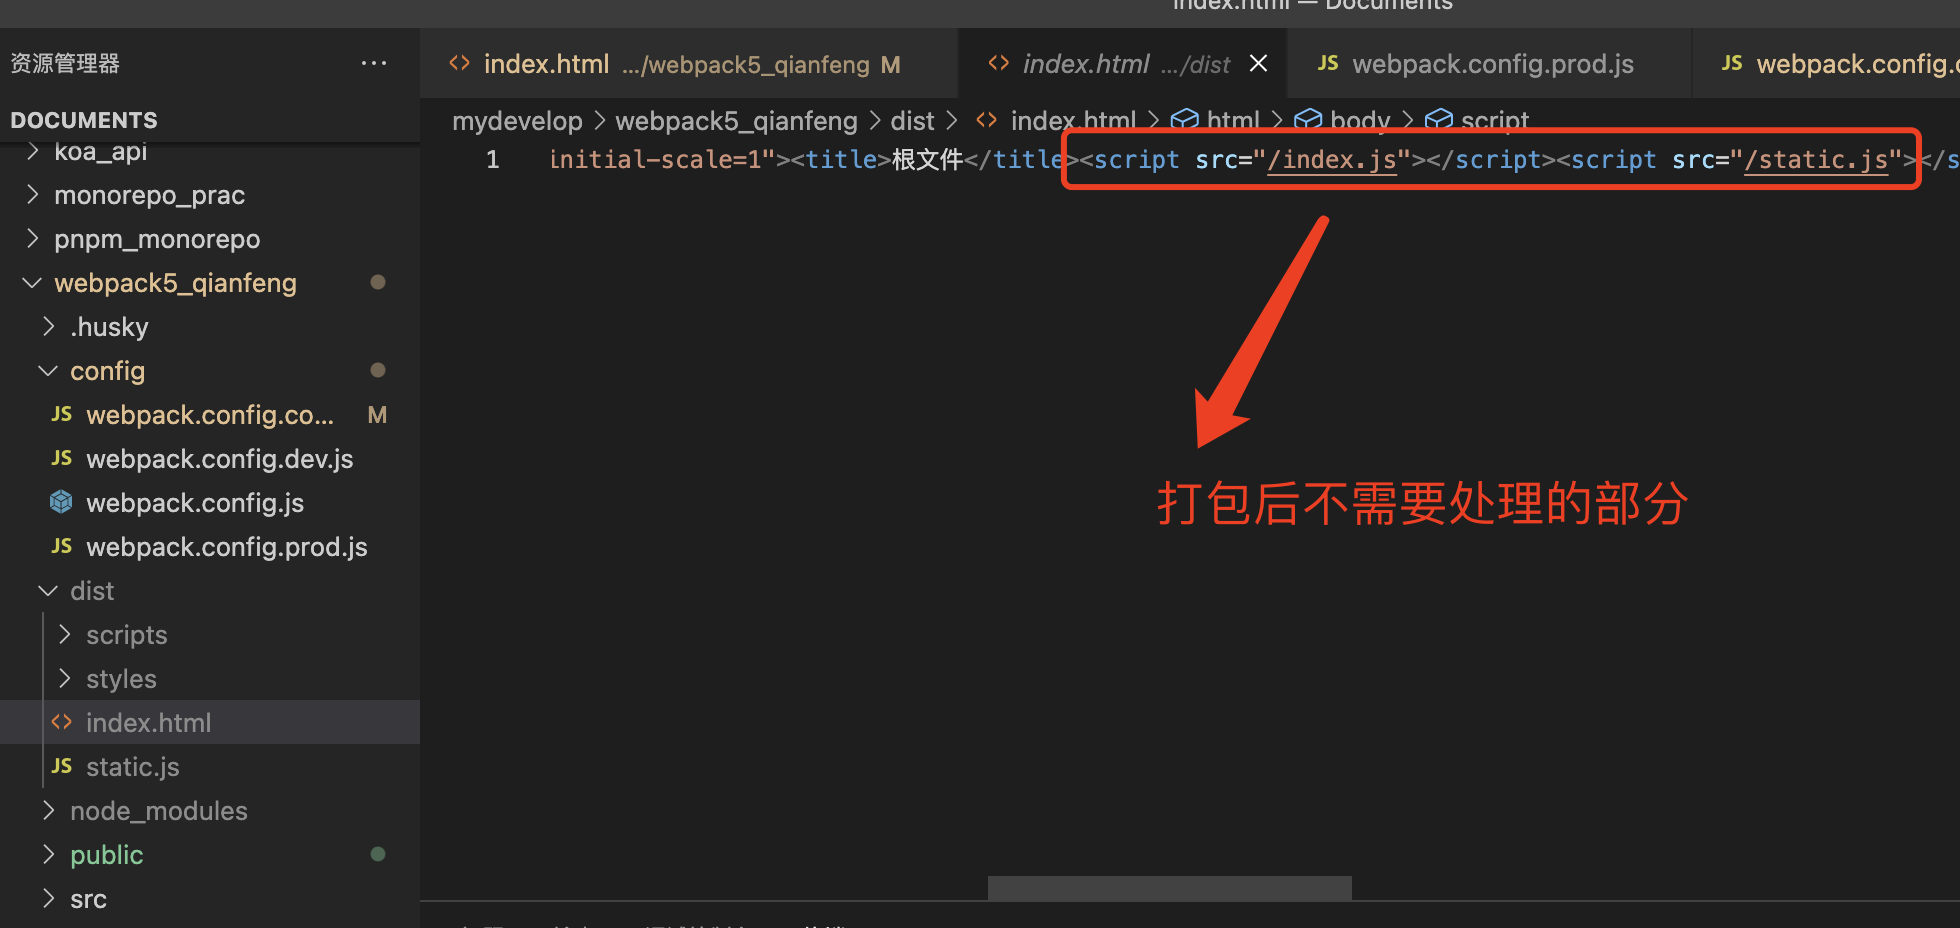 index.html — Documents
资源管理器
···
index.html .../webpack5_qianfeng M
index.html .../dist
JS webpack.config.prod.js
JS webpack.config.
DOCUMENTS
mydevelop > webpack5_qianfeng > dist > <> index.html > html > body > script
1 initial-scale=1"><title>根文件</title><script src="/index.js"></script><script src="/static.js"></s
koa_api
monorepo_prac
pnpm_monorepo
webpack5_qianfeng
.husky
config
JS webpack.config.co... M
JS webpack.config.dev.js
webpack.config.js
JS webpack.config.prod.js
dist
scripts
styles
<> index.html
JS static.js
node_modules
public
src
打包后不需要处理的部分